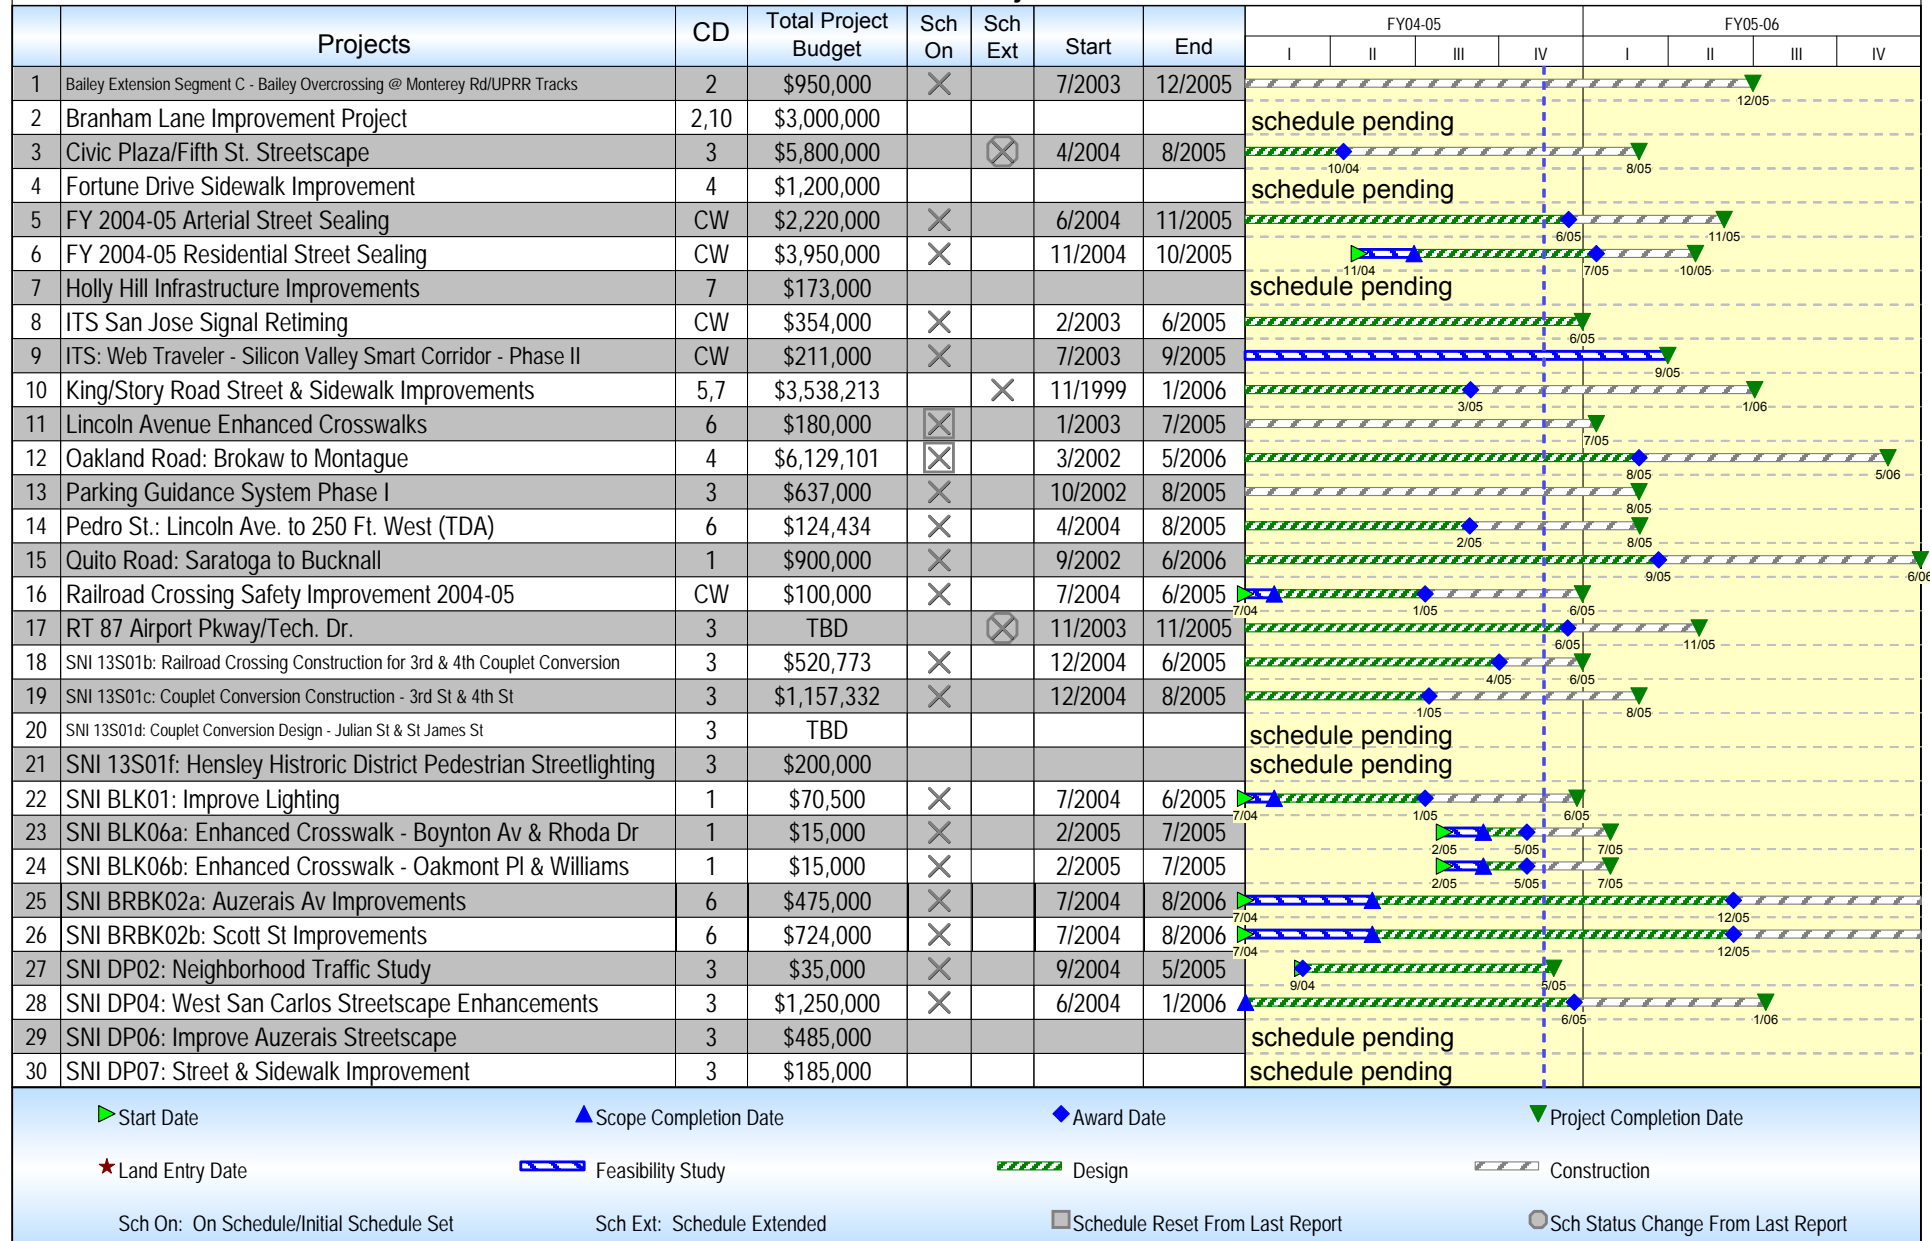 Projects CD Total Project Budget Sch On Sch Ext Start End FY04-05 FY05-06
I II III IV I II III IV
1 Bailey Extension Segment C - Bailey Overcrossing @ Monterey Rd/UPRR Tracks 2 $950,000 7/2003 12/2005 12/05
2 Branham Lane Improvement Project 2,10 $3,000,000 schedule pending
3 Civic Plaza/Fifth St. Streetscape 3 $5,800,000 4/2004 8/2005 10/04 8/05
4 Fortune Drive Sidewalk Improvement 4 $1,200,000 schedule pending
5 FY 2004-05 Arterial Street Sealing CW $2,220,000 6/2004 11/2005 6/05 11/05
6 FY 2004-05 Residential Street Sealing CW $3,950,000 11/2004 10/2005 11/04 7/05 10/05
7 Holly Hill Infrastructure Improvements 7 $173,000 schedule pending
8 ITS San Jose Signal Retiming CW $354,000 2/2003 6/2005 6/05
9 ITS: Web Traveler - Silicon Valley Smart Corridor - Phase II CW $211,000 7/2003 9/2005 9/05
10 King/Story Road Street & Sidewalk Improvements 5,7 $3,538,213 11/1999 1/2006 3/05 1/06
11 Lincoln Avenue Enhanced Crosswalks 6 $180,000 1/2003 7/2005 7/05
12 Oakland Road: Brokaw to Montague 4 $6,129,101 3/2002 5/2006 8/05 5/06
13 Parking Guidance System Phase I 3 $637,000 10/2002 8/2005 8/05
14 Pedro St.: Lincoln Ave. to 250 Ft. West (TDA) 6 $124,434 4/2004 8/2005 2/05 8/05
15 Quito Road: Saratoga to Bucknall 1 $900,000 9/2002 6/2006 9/05 6/06
16 Railroad Crossing Safety Improvement 2004-05 CW $100,000 7/2004 6/2005 7/04 1/05 6/05
17 RT 87 Airport Pkway/Tech. Dr. 3 TBD 11/2003 11/2005 6/05 11/05
18 SNI 13S01b: Railroad Crossing Construction for 3rd & 4th Couplet Conversion 3 $520,773 12/2004 6/2005 4/05 6/05
19 SNI 13S01c: Couplet Conversion Construction - 3rd St & 4th St 3 $1,157,332 12/2004 8/2005 1/05 8/05
20 SNI 13S01d: Couplet Conversion Design - Julian St & St James St 3 TBD schedule pending
21 SNI 13S01f: Hensley Histroric District Pedestrian Streetlighting 3 $200,000 schedule pending
22 SNI BLK01: Improve Lighting 1 $70,500 7/2004 6/2005 7/04 1/05 6/05
23 SNI BLK06a: Enhanced Crosswalk - Boynton Av & Rhoda Dr 1 $15,000 2/2005 7/2005 2/05 5/05 7/05
24 SNI BLK06b: Enhanced Crosswalk - Oakmont Pl & Williams 1 $15,000 2/2005 7/2005 2/05 5/05 7/05
25 SNI BRBK02a: Auzerais Av Improvements 6 $475,000 7/2004 8/2006 7/04 12/05
26 SNI BRBK02b: Scott St Improvements 6 $724,000 7/2004 8/2006 7/04 12/05
27 SNI DP02: Neighborhood Traffic Study 3 $35,000 9/2004 5/2005 9/04 5/05
28 SNI DP04: West San Carlos Streetscape Enhancements 3 $1,250,000 6/2004 1/2006 6/05 1/06
29 SNI DP06: Improve Auzerais Streetscape 3 $485,000 schedule pending
30 SNI DP07: Street & Sidewalk Improvement 3 $185,000 schedule pending
Start Date Scope Completion Date Award Date Project Completion Date
Land Entry Date Feasibility Study Design Construction
Sch On: On Schedule/Initial Schedule Set Sch Ext: Schedule Extended Schedule Reset From Last Report Sch Status Change From Last Report